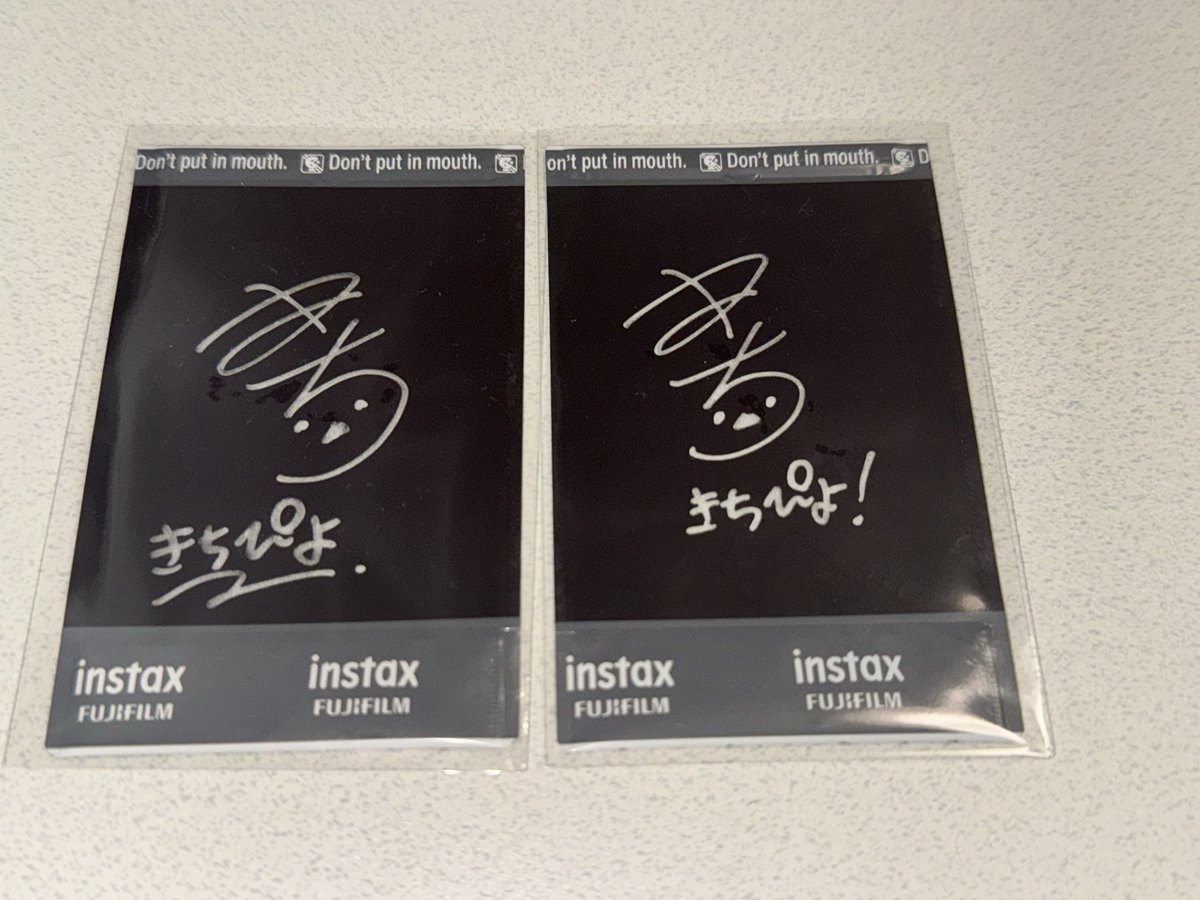 Don't put in mouth. Don't put in mouth.
きちぴよ.
instax instax
FUJIFILM FUJIFILM
on't put in mouth. Don't put in mouth. D
きちぴよ!
instax instax
FUJIFILM FUJIFILM